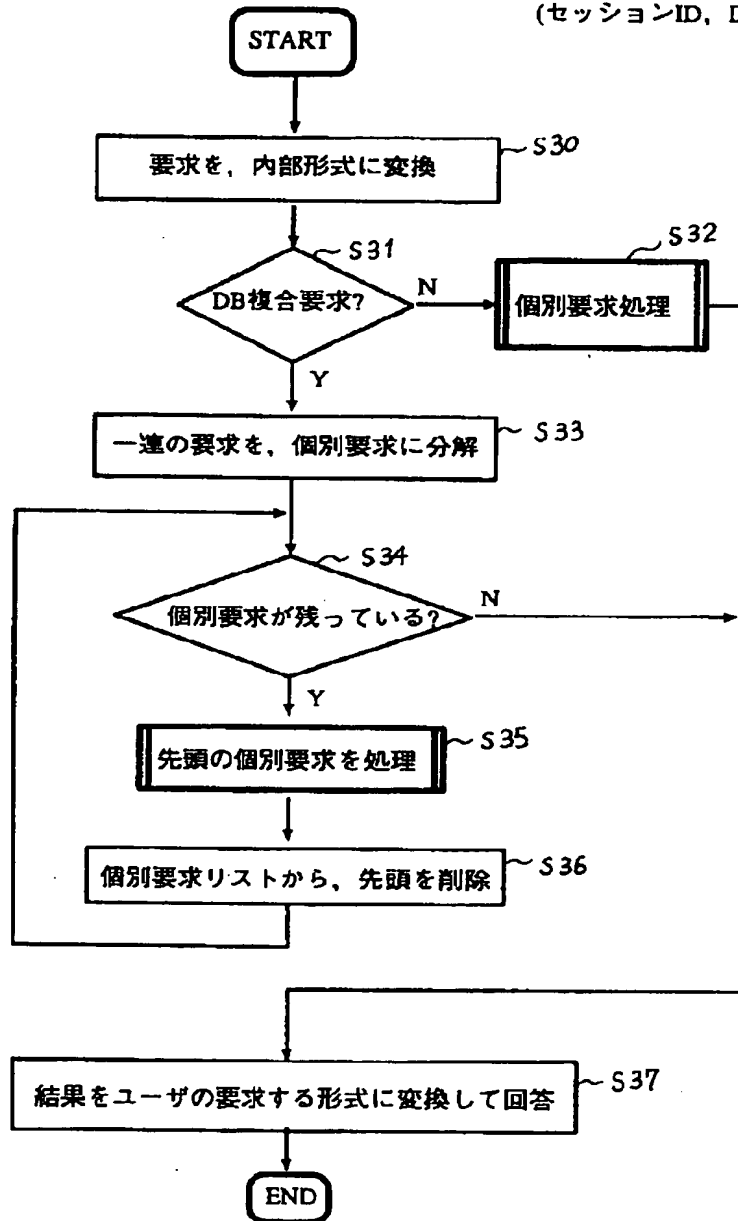 (セッションID, D
START
要求を, 内部形式に変換
S30
S31
DB複合要求?
N
S32
個別要求処理
Y
一連の要求を, 個別要求に分解
S33
S34
個別要求が残っている?
N
Y
先頭の個別要求を処理
S35
個別要求リストから, 先頭を削除
S36
結果をユーザの要求する形式に変換して回答
S37
END